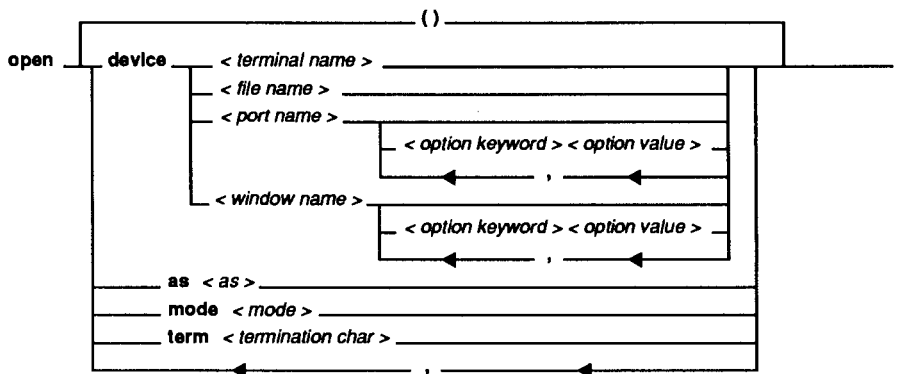 ()
open device < terminal name >
< file name >
< port name >
< option keyword > < option value >
,
< window name >
< option keyword > < option value >
,
as < as >
mode < mode >
term < termination char >
,